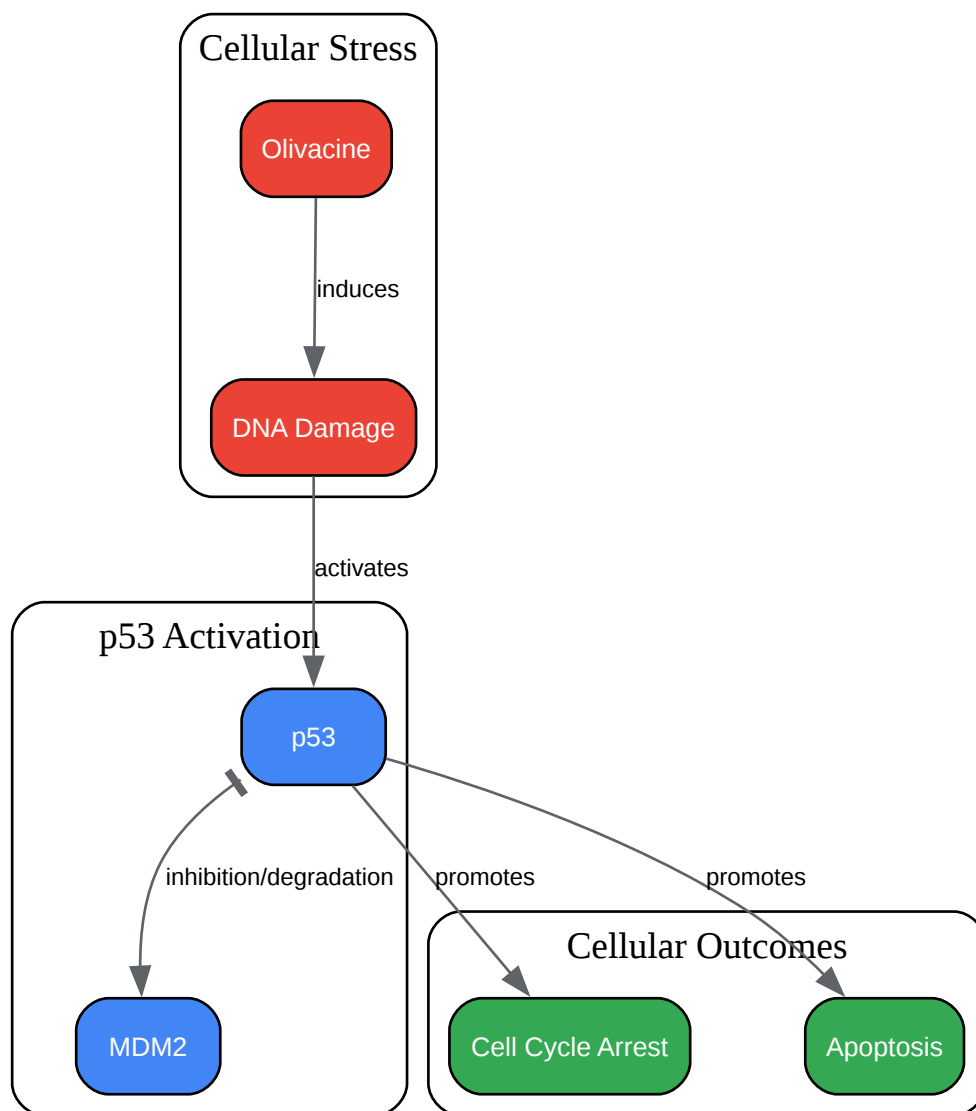 Cellular Stress
Olivacine
induces
DNA Damage
activates
p53 Activation
p53
inhibition/degradation
promotes
promotes
Cellular Outcomes
MDM2
Cell Cycle Arrest
Apoptosis